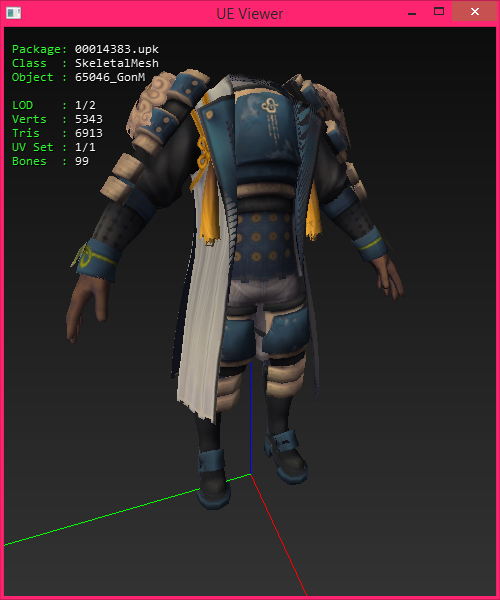 UE Viewer
Package: 00014383.upk
Class : SkeletalMesh
Object : 65046_GonM
LOD : 1/2
Verts : 5343
Tris : 6913
UV Set : 1/1
Bones : 99